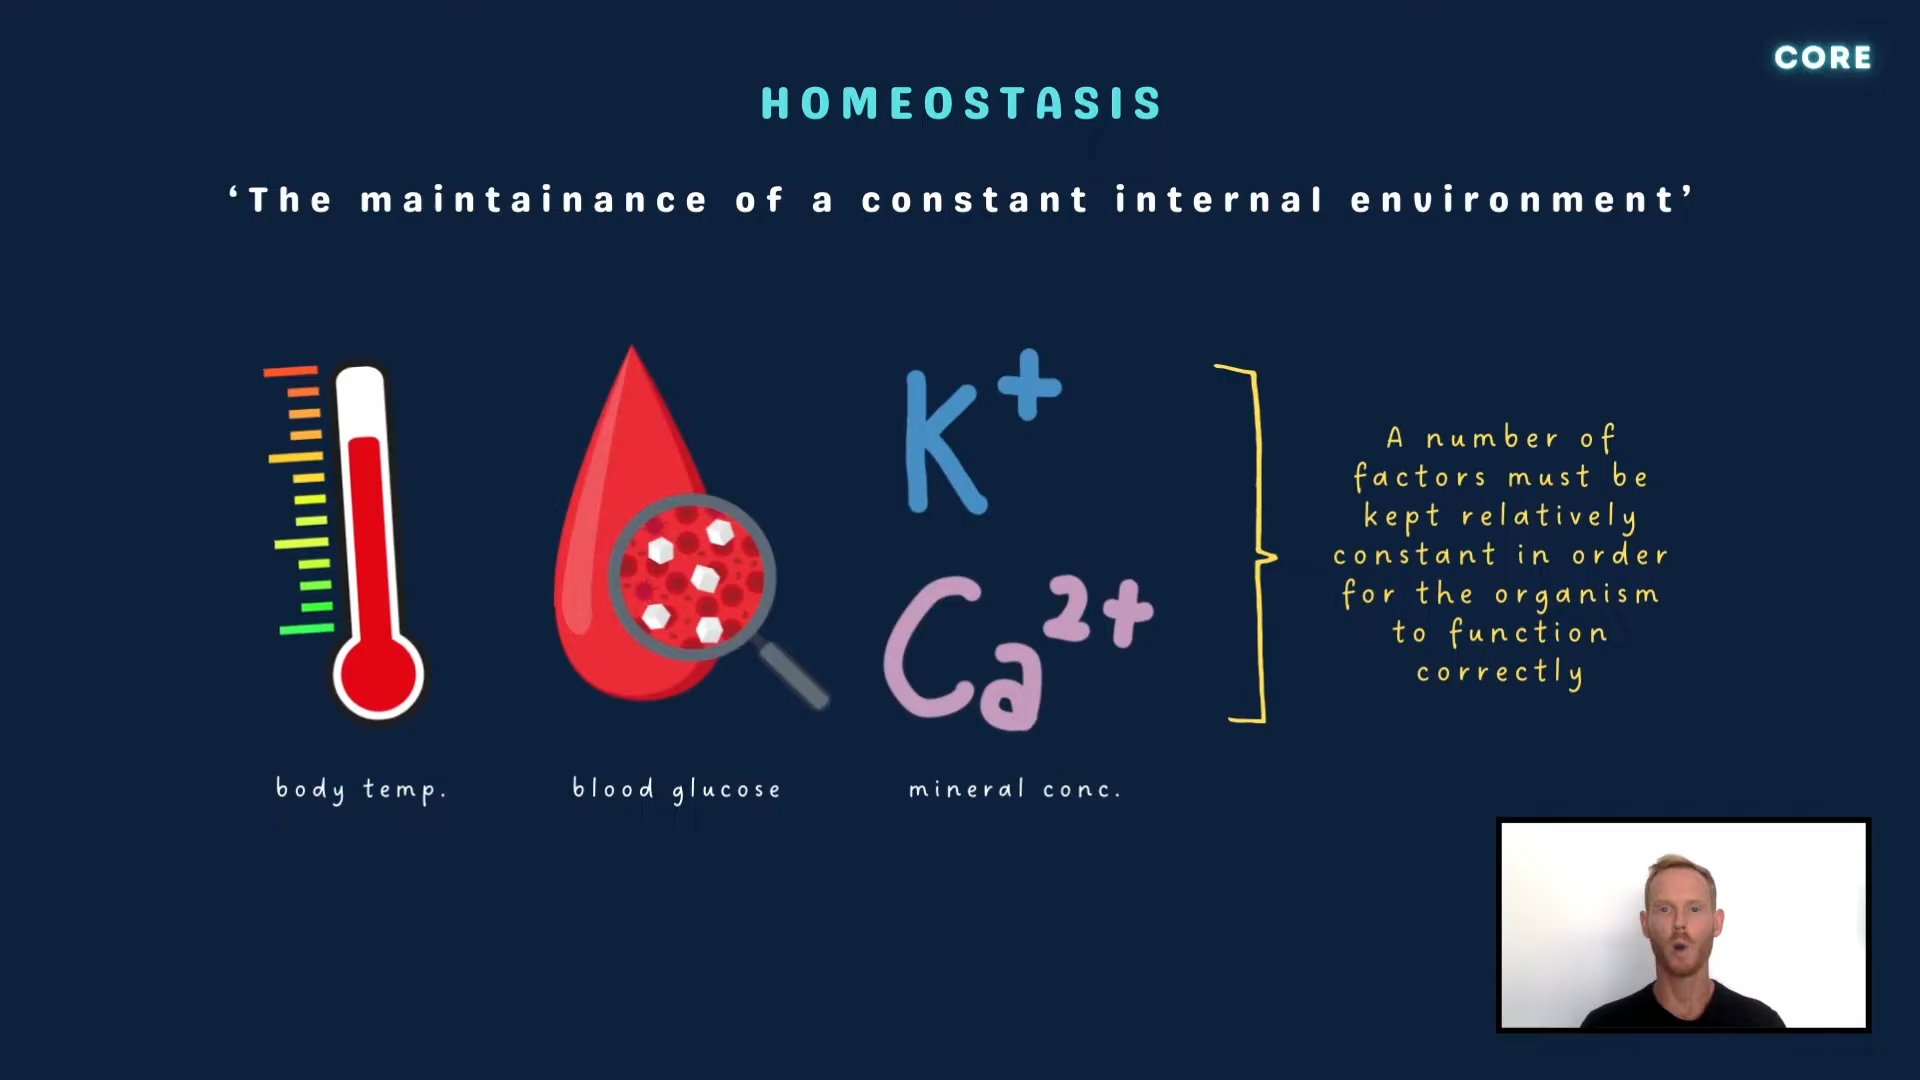 CORE
HOMEOSTASIS
‘The maintainance of a constant internal environment’
K+
Ca2+
A number of
factors must be
kept relatively
constant in order
for the organism
to function
correctly
body temp.
blood glucose
mineral conc.